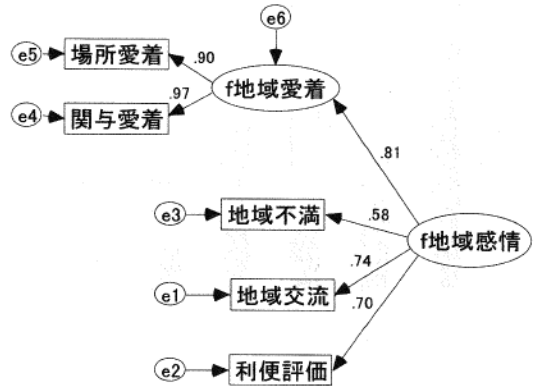 e6
e5
場所愛着
.90
f地域愛着
e4
関与愛着
.97
.81
e3
地域不満
.58
f地域感情
e1
地域交流
.74
.70
e2
利便評価